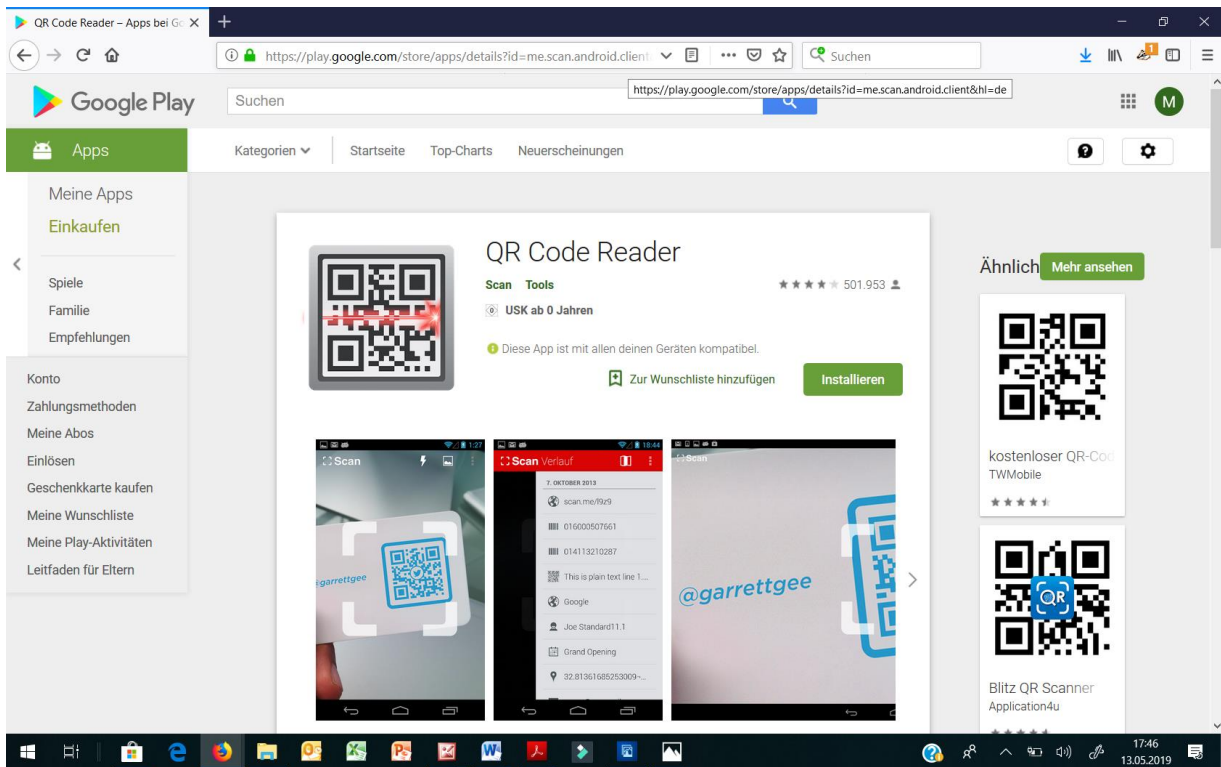 QR Code Reader – Apps bei Go
https://play.google.com/store/apps/details?id=me.scan.android.client
Suchen
https://play.google.com/store/apps/details?id=me.scan.android.client&hl=de
1
Google Play
Suchen
M
Apps
Kategorien
Startseite
Top-Charts
Neuerscheinungen
Meine Apps
Einkaufen
Spiele
Familie
Empfehlungen
Konto
Zahlungsmethoden
Meine Abos
Einlösen
Geschenkkarte kaufen
Meine Wunschliste
Meine Play-Aktivitäten
Leitfaden für Eltern
QR Code Reader
Scan Tools
501.953
USK ab 0 Jahren
Diese App ist mit allen deinen Geräten kompatibel.
Zur Wunschliste hinzufügen
Installieren
1:27
Scan
@garrettgee
18:44
Scan Verlauf
7. OKTOBER 2013
scan.me/l9z9
016000507661
014113210287
This is plain text line 1....
Google
Joe Standard11.1
Grand Opening
32.81361685253009~...
Scan
@garrettgee
Ähnlich
Mehr ansehen
kostenloser QR-Cod
TWMobile
QR
Blitz QR Scanner
Application4u
17:46
13.05.2019